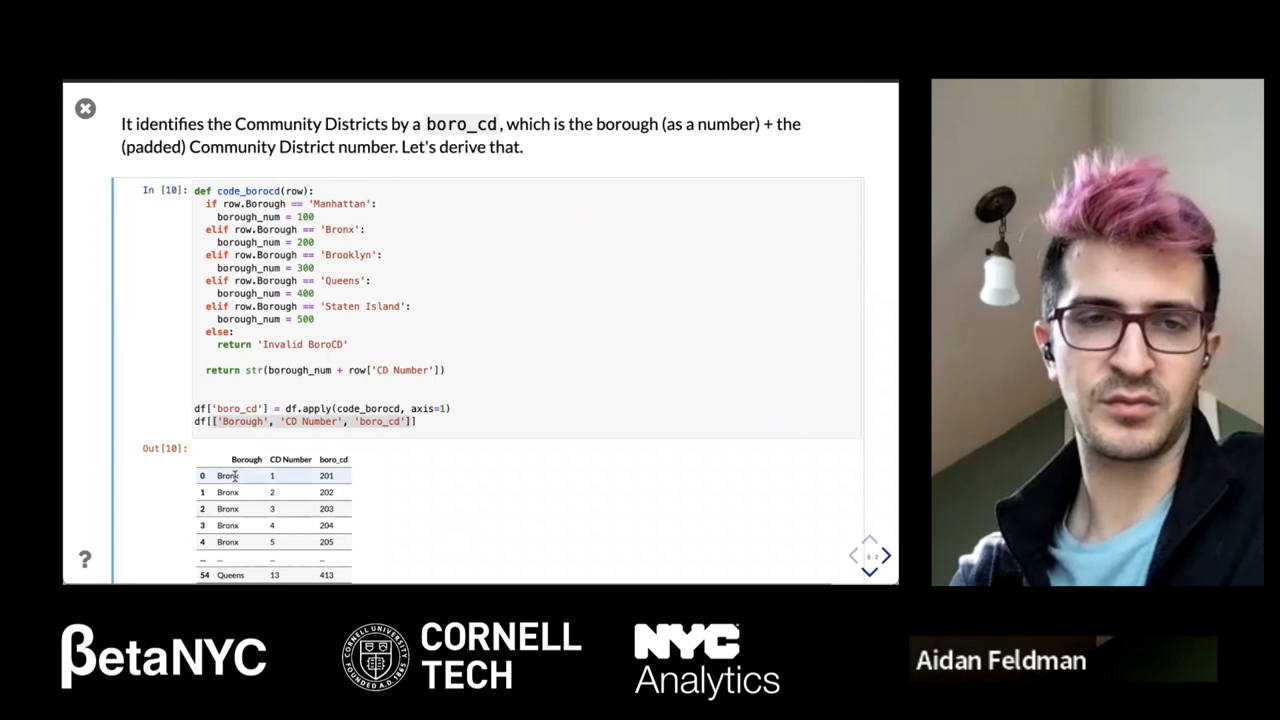 It identifies the Community Districts by a boro_cd, which is the borough (as a number) + the
(padded) Community District number. Let's derive that.
In [10]:
def code_borocd(row):
if row.Borough == 'Manhattan':
borough_num = 100
elif row.Borough == 'Bronx':
borough_num = 200
elif row.Borough == 'Brooklyn':
borough_num = 300
elif row.Borough == 'Queens':
borough_num = 400
elif row.Borough == 'Staten Island':
borough_num = 500
else:
return 'Invalid BoroCD'
return str(borough_num + row['CD Number'])
df['boro_cd'] = df.apply(code_borocd, axis=1)
df[['Borough', 'CD Number', 'boro_cd']]
Out[10]:
Borough CD Number boro_cd
0 Bronx 1 201
1 Bronx 2 202
2 Bronx 3 203
3 Bronx 4 204
4 Bronx 5 205
... ... ... ...
54 Queens 13 413
?
8.2
βetaNYC
CORNELL UNIVERSITY
FOUNDED A.D. 1865
CORNELL
TECH
NYC
Analytics
Aidan Feldman